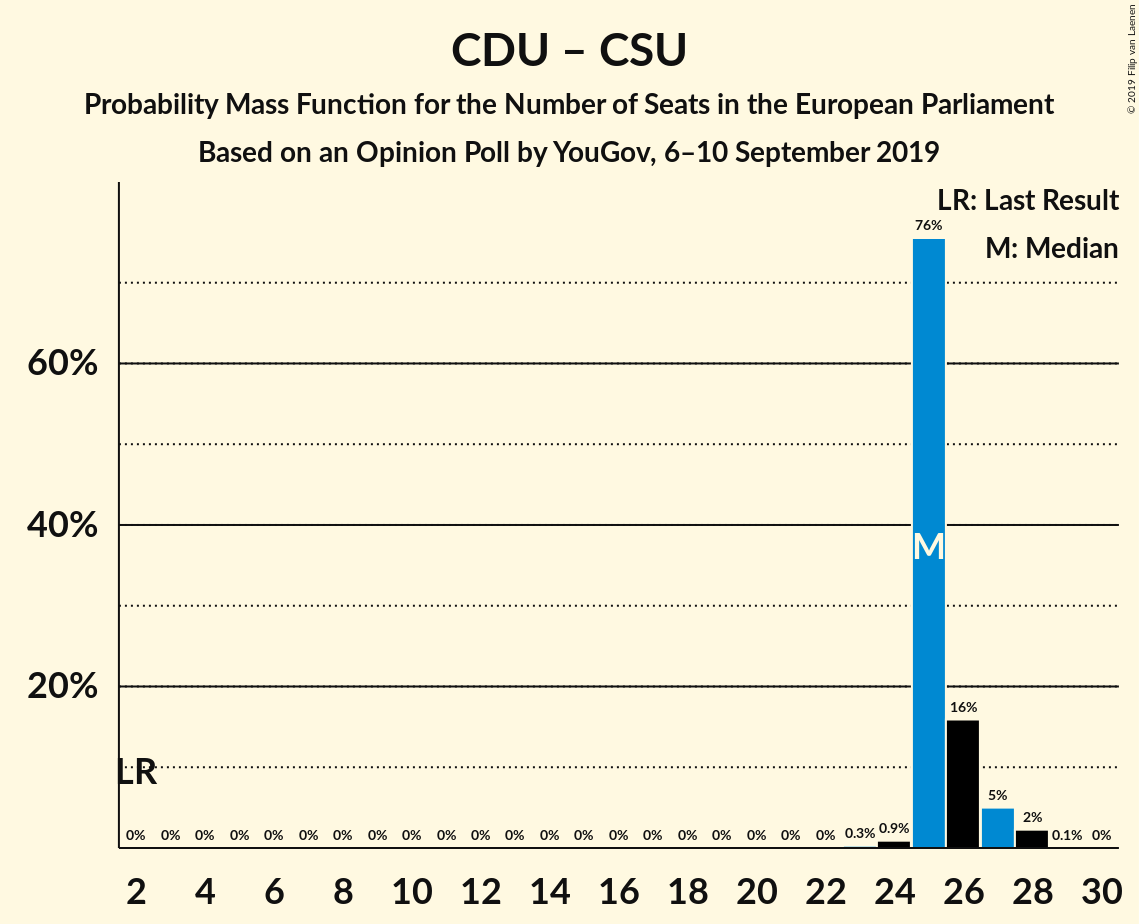 CDU – CSU
Probability Mass Function for the Number of Seats in the European Parliament
Based on an Opinion Poll by YouGov, 6–10 September 2019
© 2019 Filip van Laenen
LR: Last Result
M: Median
76%
60%
40%
M
20%
16%
LR
5%
2%
0% 0% 0% 0% 0% 0% 0% 0% 0% 0% 0% 0% 0% 0% 0% 0% 0% 0% 0% 0% 0% 0.3% 0.9% 0.1% 0%
2 4 6 8 10 12 14 16 18 20 22 24 26 28 30